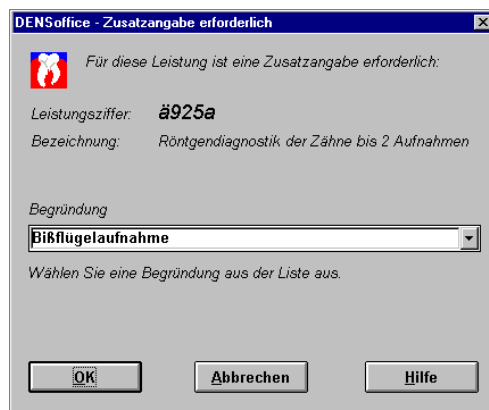 DENSoffice - Zusatzangabe erforderlich
Für diese Leistung ist eine Zusatzangabe erforderlich:
Leistungsziffer: ä925a
Bezeichnung: Röntgendiagnostik der Zähne bis 2 Aufnahmen
Begründung
Bißflügelaufnahme
Wählen Sie eine Begründung aus der Liste aus.
OK Abbrechen Hilfe